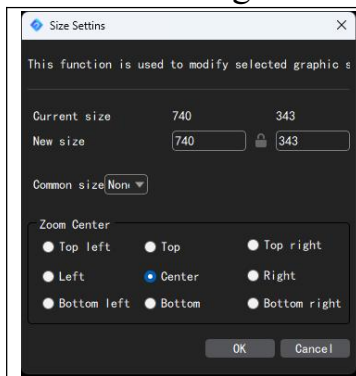 Size Settins
This function is used to modify selected graphic s
Current size 740 343
New size 740 343
Common size
Zoom Center
Top left Top Top right
Left Center Right
Bottom left Bottom Bottom right
OK Cancel